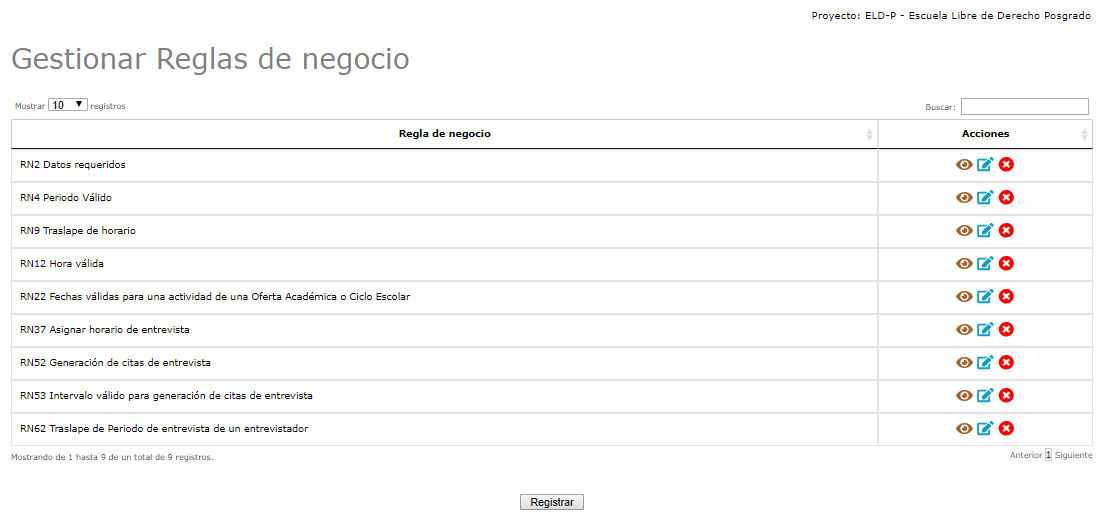 Proyecto: ELD-P - Escuela Libre de Derecho Posgrado
Gestionar Reglas de negocio
Mostrar 10 registros Buscar:
Regla de negocio Acciones
RN2 Datos requeridos
RN4 Periodo Válido
RN9 Traslape de horario
RN12 Hora válida
RN22 Fechas válidas para una actividad de una Oferta Académica o Ciclo Escolar
RN37 Asignar horario de entrevista
RN52 Generación de citas de entrevista
RN53 Intervalo válido para generación de citas de entrevista
RN62 Traslape de Periodo de entrevista de un entrevistador
Mostrando de 1 hasta 9 de un total de 9 registros. Anterior 1 Siguiente
Registrar